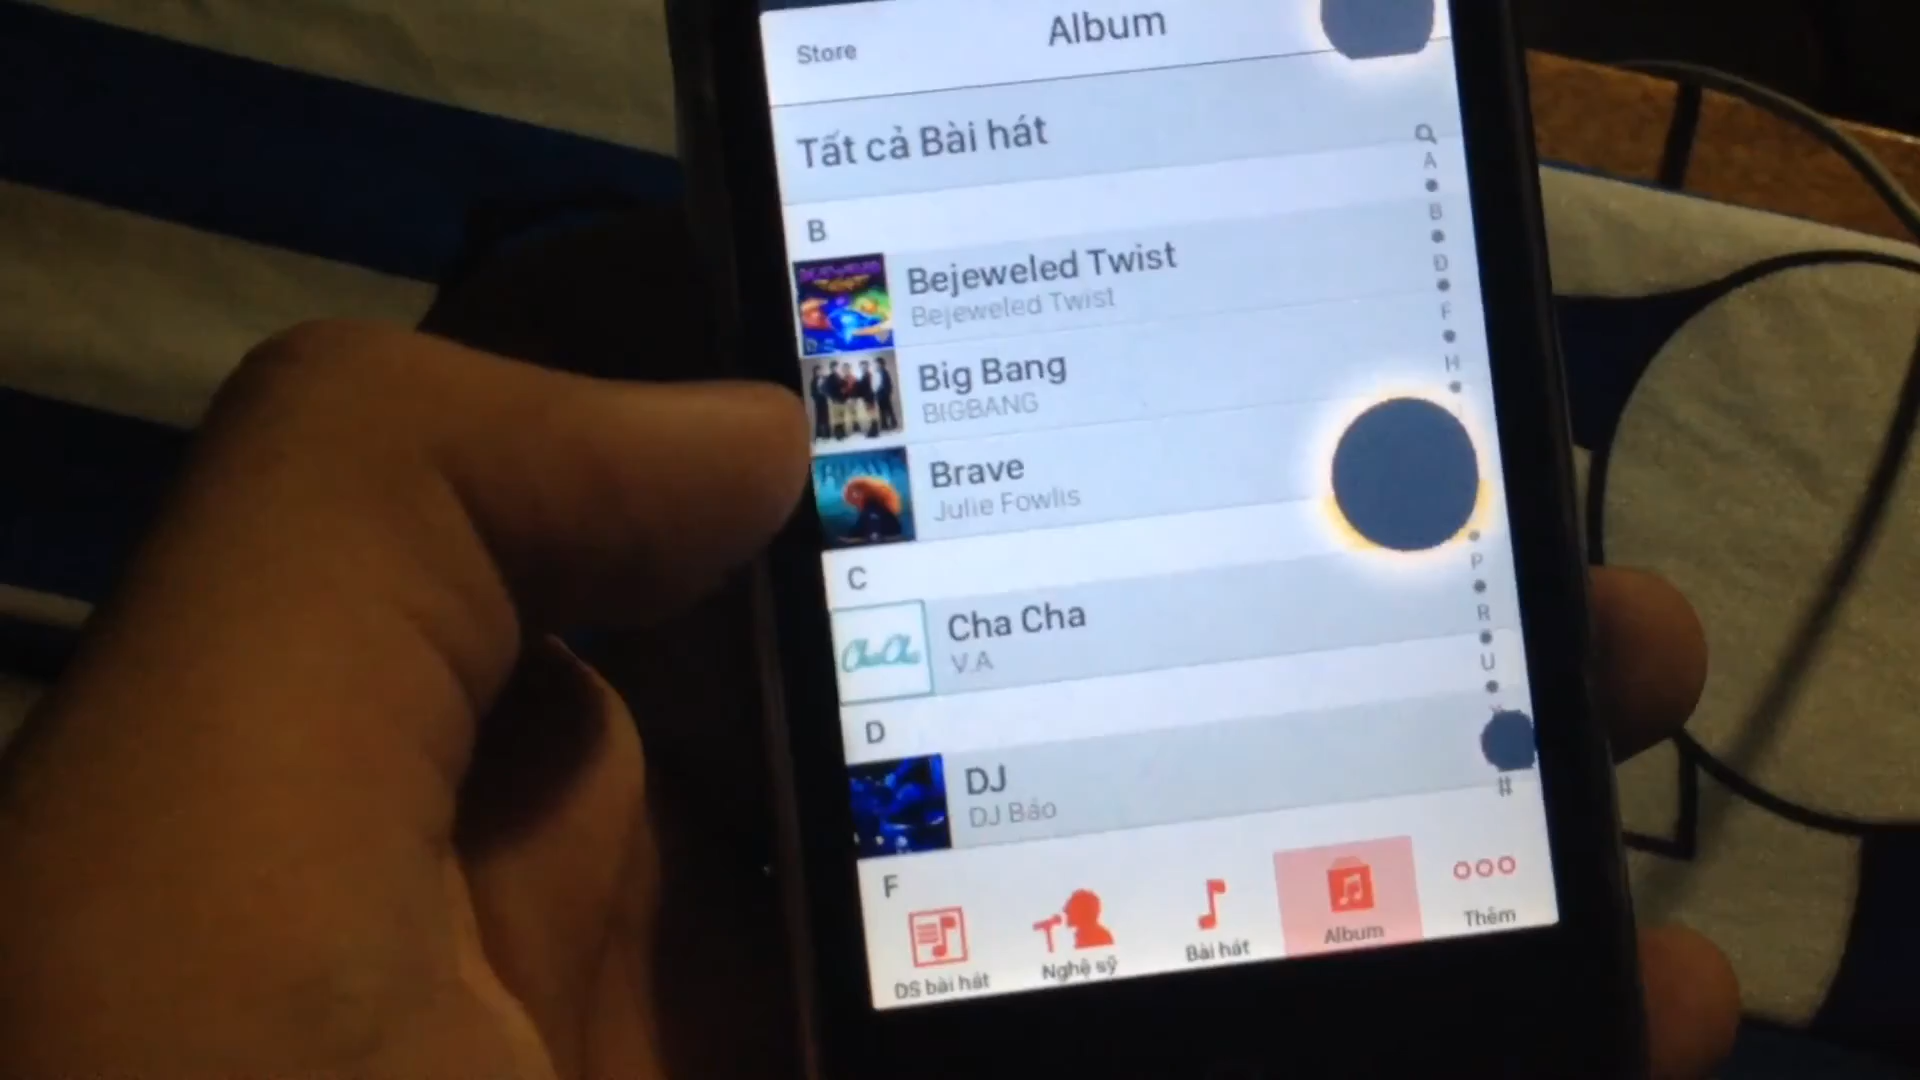 Store
Album
Tất cả Bài hát
B
Bejeweled Twist
Bejeweled Twist
Big Bang
BIGBANG
Brave
Julie Fowlis
C
Cha Cha
V.A
D
DJ
DJ Bảo
F
A
B
D
F
H
P
R
U
#
DS bài hát
Nghệ sỹ
Bài hát
Album
Thêm